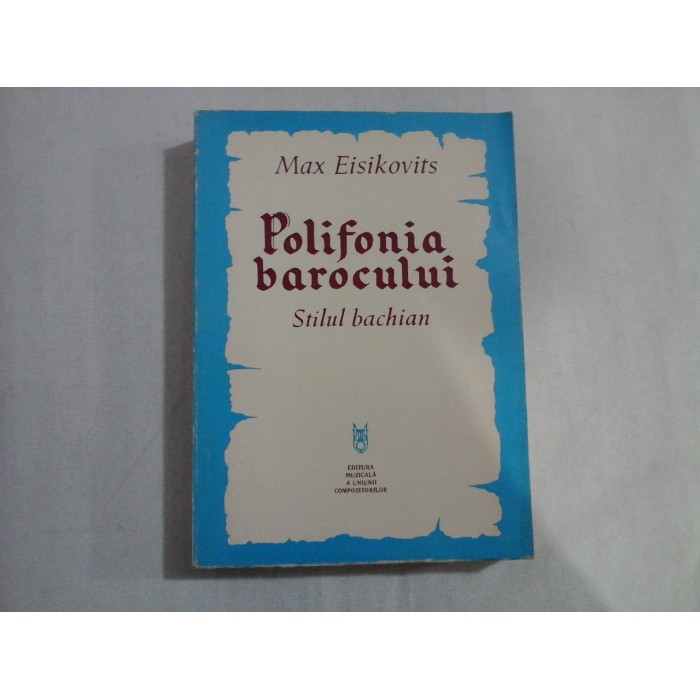 Max Eisikovits
Polifonia
barocului
Stilul bachian
EDITURA
MUZICALĂ
A UNIUNII
COMPOZITORILOR